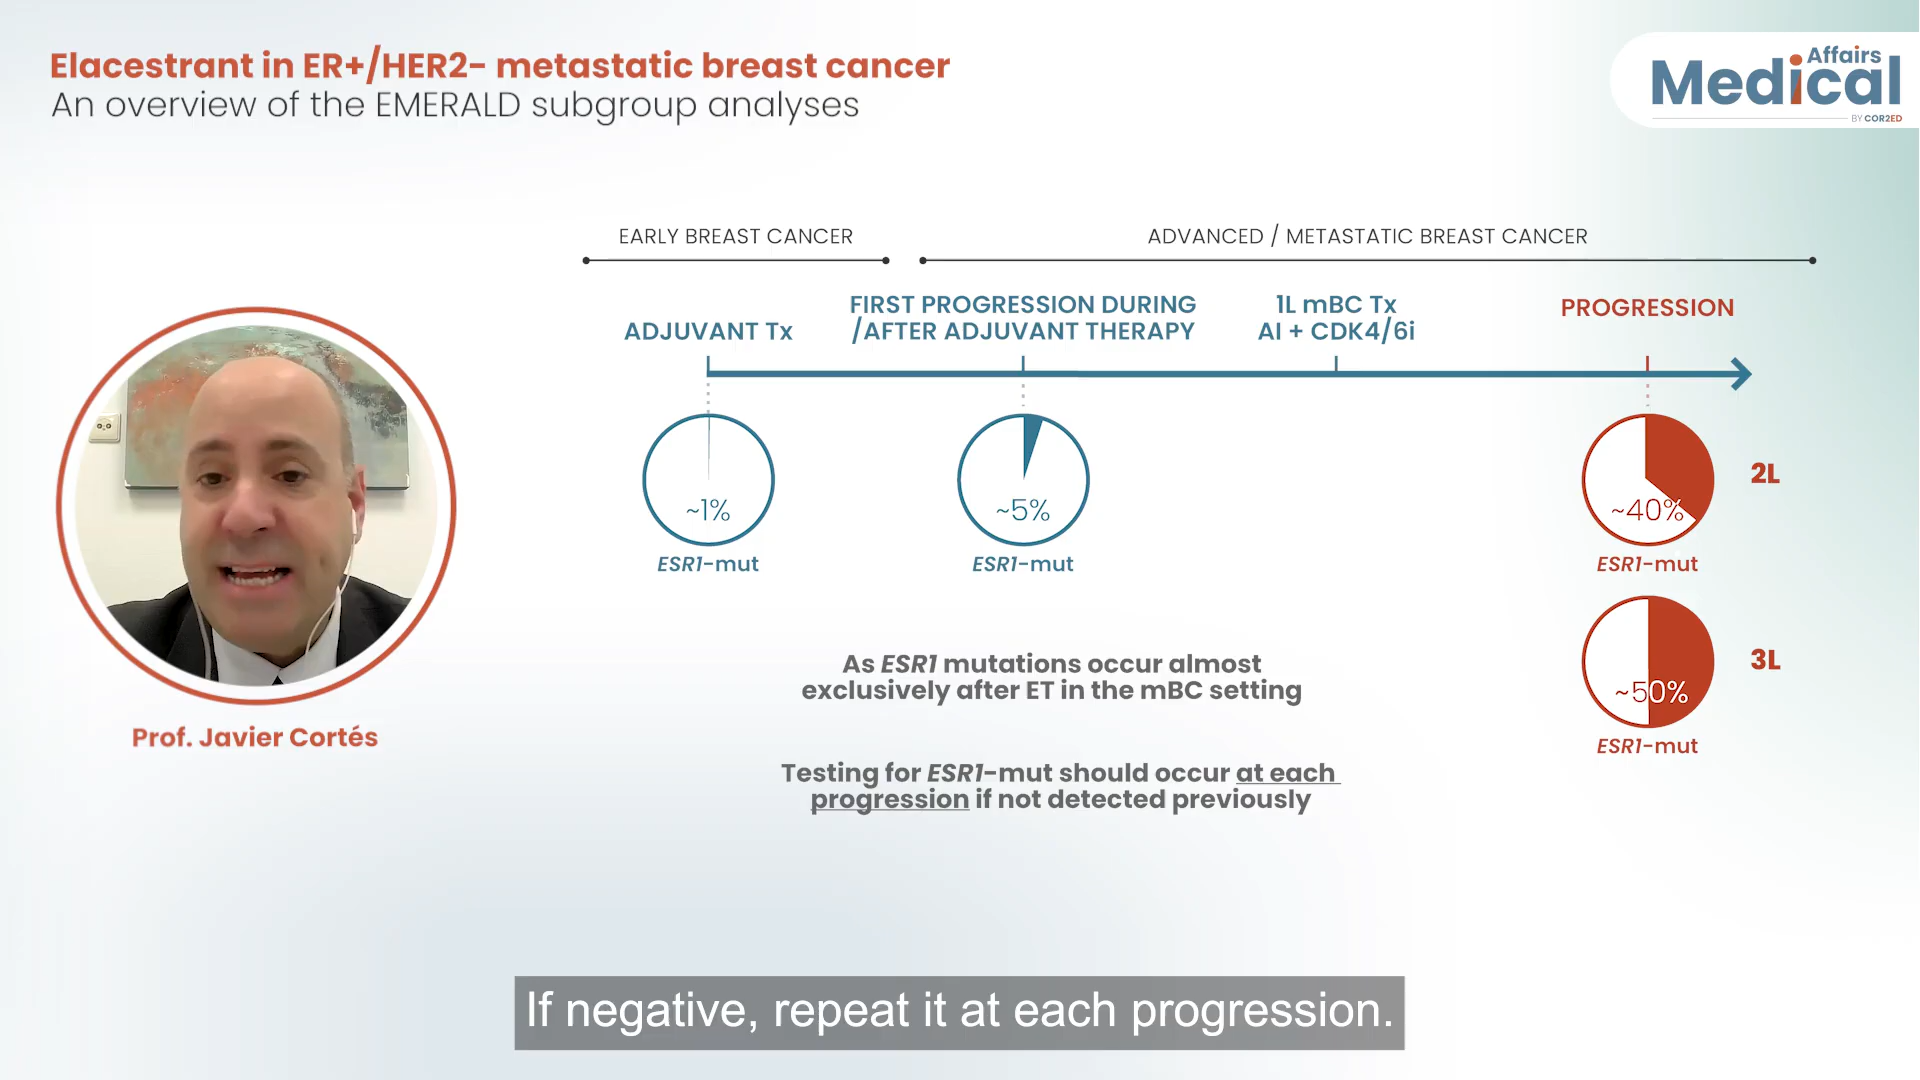 Elacestrant in ER+/HER2- metastatic breast cancer
An overview of the EMERALD subgroup analyses
Affairs
Medical
BY COR2ED
EARLY BREAST CANCER
ADVANCED / METASTATIC BREAST CANCER
ADJUVANT Tx
FIRST PROGRESSION DURING
/AFTER ADJUVANT THERAPY
1L mBC Tx
AI + CDK4/6i
PROGRESSION
~1%
ESR1-mut
~5%
ESR1-mut
~40%
ESR1-mut
2L
~50%
ESR1-mut
3L
As ESR1 mutations occur almost
exclusively after ET in the mBC setting
Testing for ESR1-mut should occur at each
progression if not detected previously
Prof. Javier Cortés
If negative, repeat it at each progression.